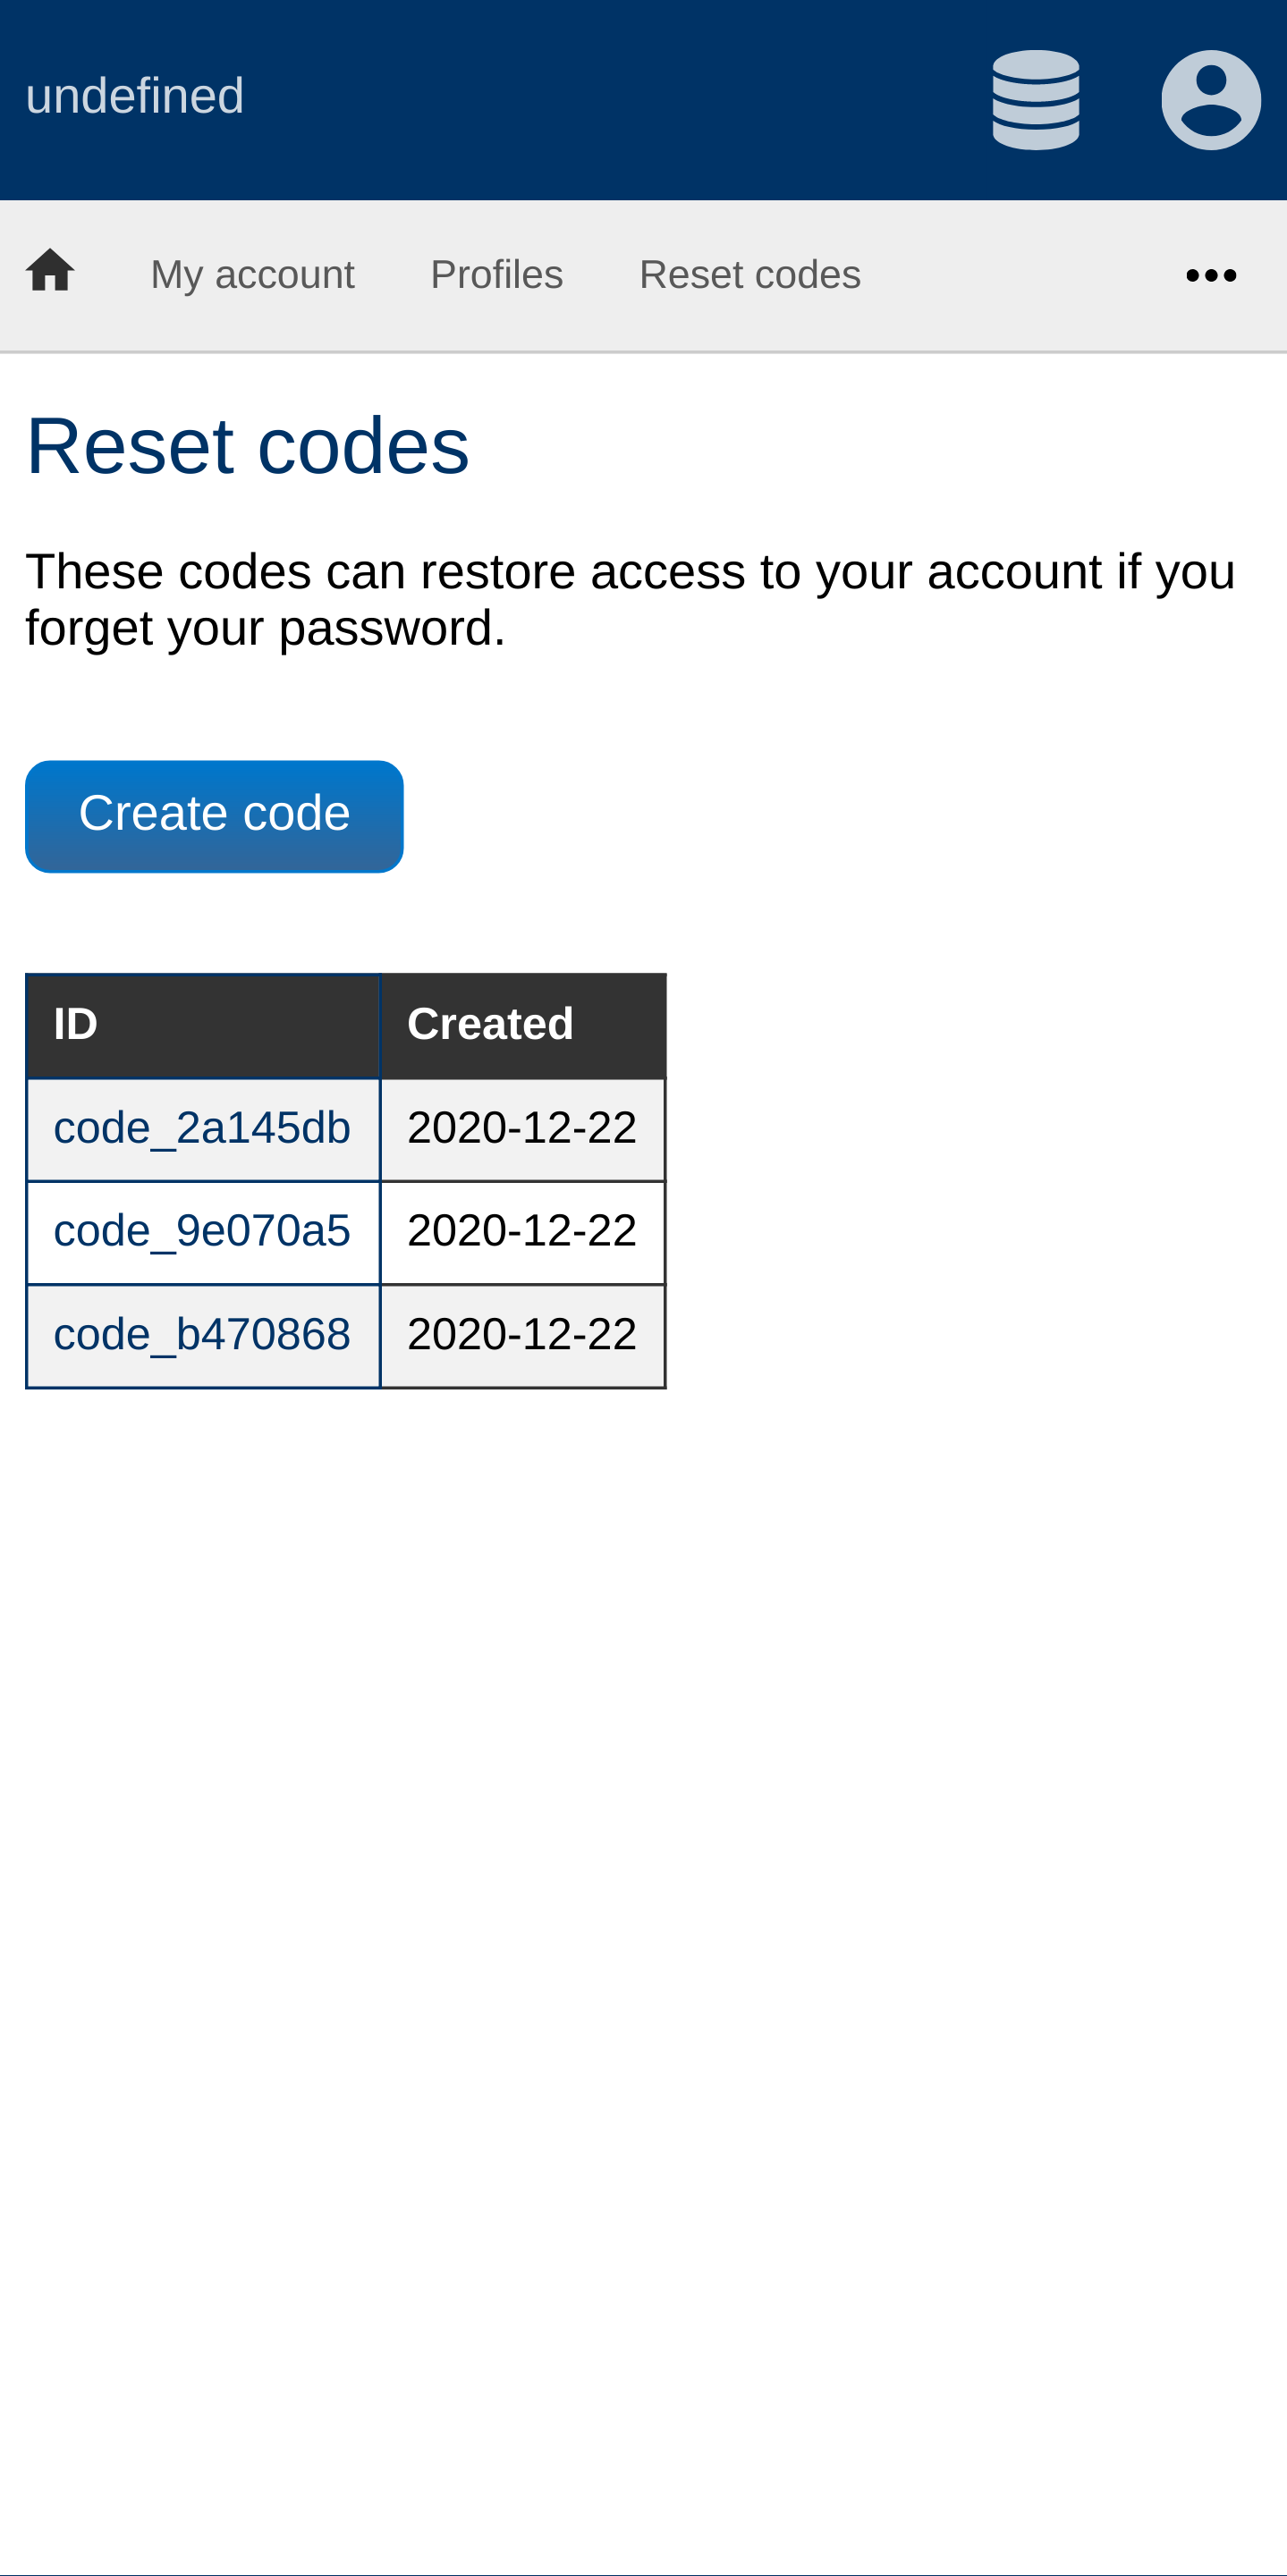 undefined
My account Profiles Reset codes
Reset codes
These codes can restore access to your account if you
forget your password.
Create code
ID Created
code_2a145db 2020-12-22
code_9e070a5 2020-12-22
code_b470868 2020-12-22